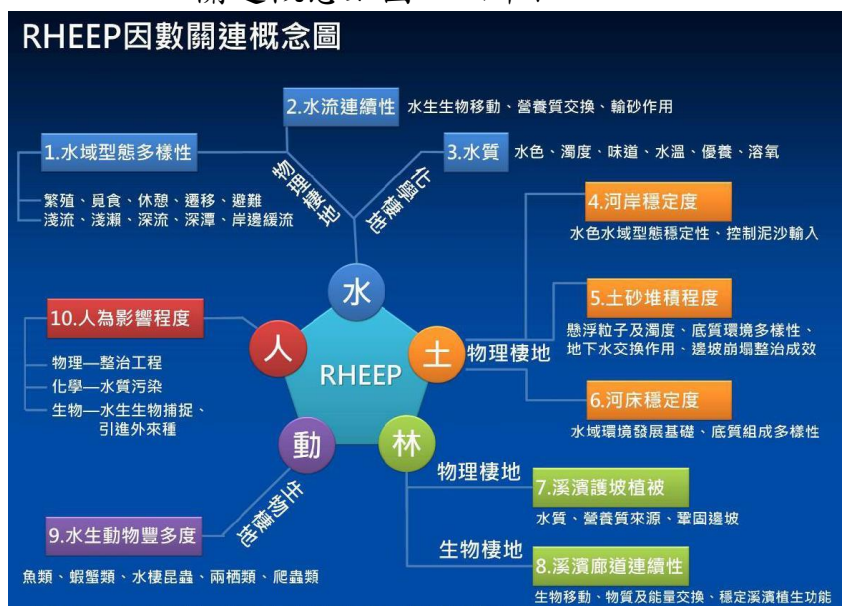 RHEEP因數關連概念圖
2.水流連續性
水生生物移動、營養質交換、輸砂作用
1.水域型態多樣性
繁殖、覓食、休憩、遷移、避難
淺流、淺瀨、深流、深潭、岸邊緩流
物理棲地
化學棲地
3.水質
水色、濁度、味道、水溫、優養、溶氧
4.河岸穩定度
水色水域型態穩定性、控制泥沙輸入
5.土砂堆積程度
懸浮粒子及濁度、底質環境多樣性、
地下水交換作用、邊坡崩塌整治成效
物理棲地
6.河床穩定度
水域環境發展基礎、底質組成多樣性
水
土
林
動
人
RHEEP
10.人為影響程度
物理—整治工程
化學—水質污染
生物—水生生物捕捉、
引進外來種
物理棲地
7.溪濱護坡植被
水質、營養質來源、鞏固邊坡
生物棲地
8.溪濱廊道連續性
生物移動、物質及能量交換、穩定溪濱植生功能
生物棲地
9.水生動物豐多度
魚類、蝦蟹類、水棲昆蟲、兩栖類、爬蟲類